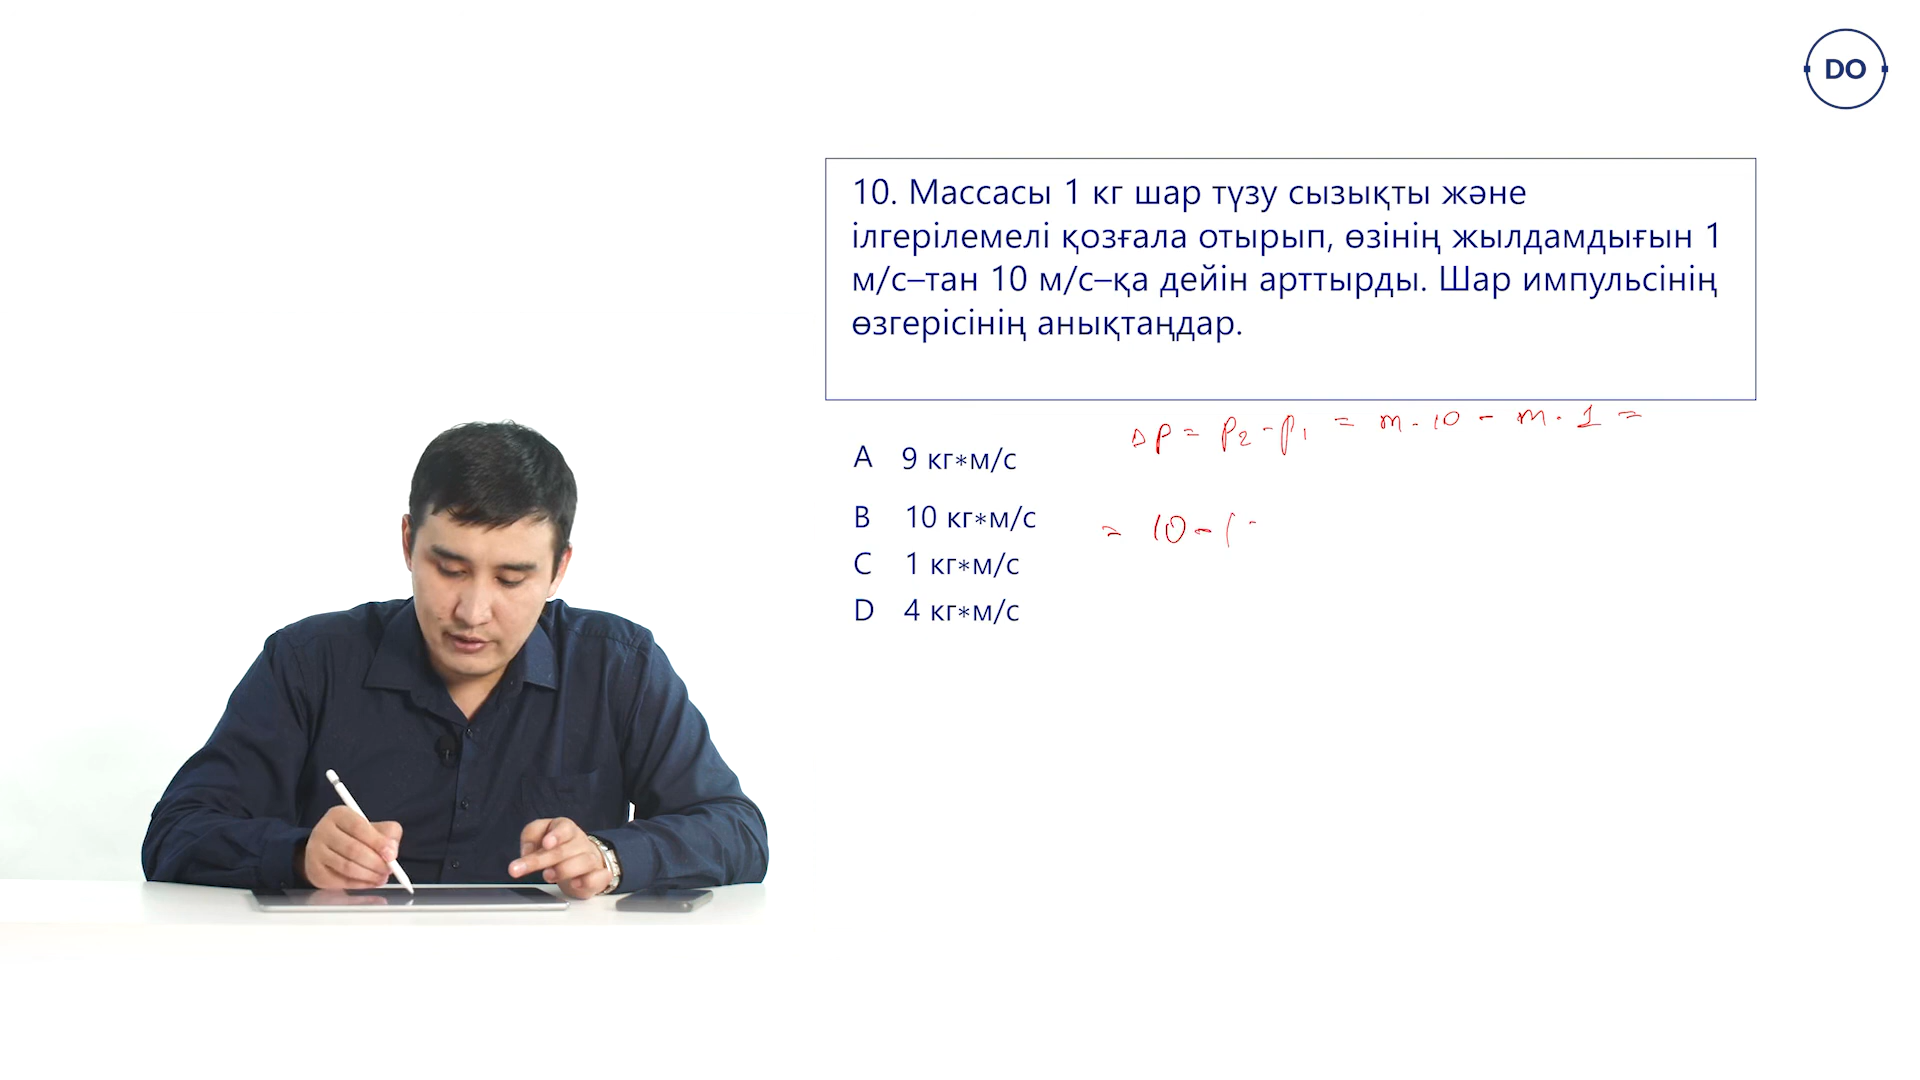 DO
10. Массасы 1 кг шар түзу сызықты және
ілгерілемелі қозғала отырып, өзінің жылдамдығын 1
м/с–тан 10 м/с–қа дейін арттырды. Шар импульсінің
өзгерісінің анықтаңдар.
Δp = p₂ - p₁ = m · 10 - m · 1 =
A 9 кг*м/с
B 10 кг*м/с
= 10 - 1 -
C 1 кг*м/с
D 4 кг*м/с